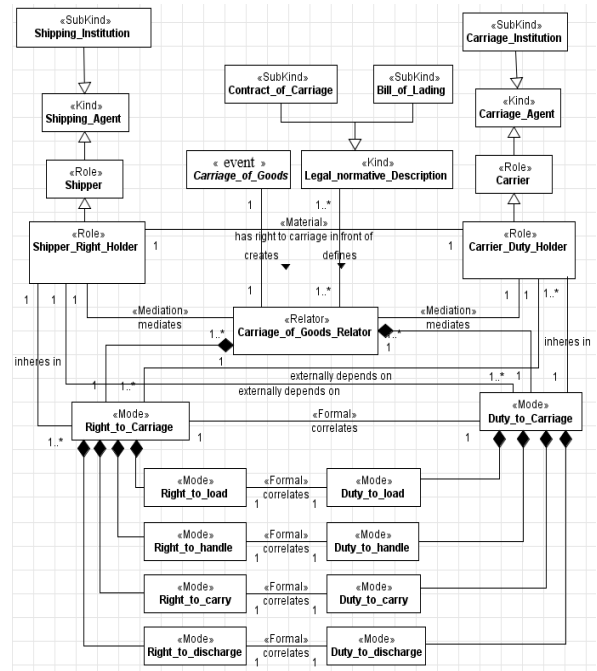 «SubKind»
Shipping_Institution
«SubKind»
Carriage_Institution
«SubKind»
Contract_of_Carriage
«SubKind»
Bill_of_Lading
«Kind»
Shipping_Agent
«Kind»
Carriage_Agent
« event »
Carriage_of_Goods
«Kind»
Legal_normative_Description
«Role»
Shipper
«Role»
Carrier
1
1..*
«Role»
Shipper_Right_Holder
1
«Material»
has right to carriage in front of
1
«Role»
Carrier_Duty_Holder
creates
defines
1
1
1
1
1..*
1
1
1..*
«Mediation»
mediates
1..*
«Relator»
Carriage_of_Goods_Relator
1..*
«Mediation»
mediates
inheres in
1
1
inheres in
1
1..*
externally depends on
externally depends on
1
1
1..*
«Mode»
Right_to_Carriage
1..*
1
«Formal»
correlates
1
«Mode»
Duty_to_Carriage
«Mode»
Right_to_load
1
«Formal»
correlates
1
«Mode»
Duty_to_load
«Mode»
Right_to_handle
1
«Formal»
correlates
1
«Mode»
Duty_to_handle
«Mode»
Right_to_carry
1
«Formal»
correlates
1
«Mode»
Duty_to_carry
«Mode»
Right_to_discharge
1
«Formal»
correlates
1
«Mode»
Duty_to_discharge